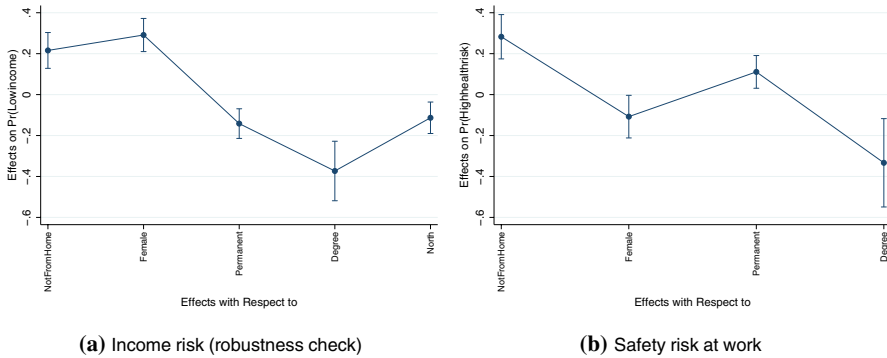 Effects on Pr(Lowincome)
.4
.2
0
-.2
-.4
-.6
NotFromHome
Female
Permanent
Degree
North
Effects with Respect to
(a) Income risk (robustness check)
Effects on Pr(Highhealthrisk)
.4
.2
0
-.2
-.4
-.6
NotFromHome
Female
Permanent
Degree
Effects with Respect to
(b) Safety risk at work